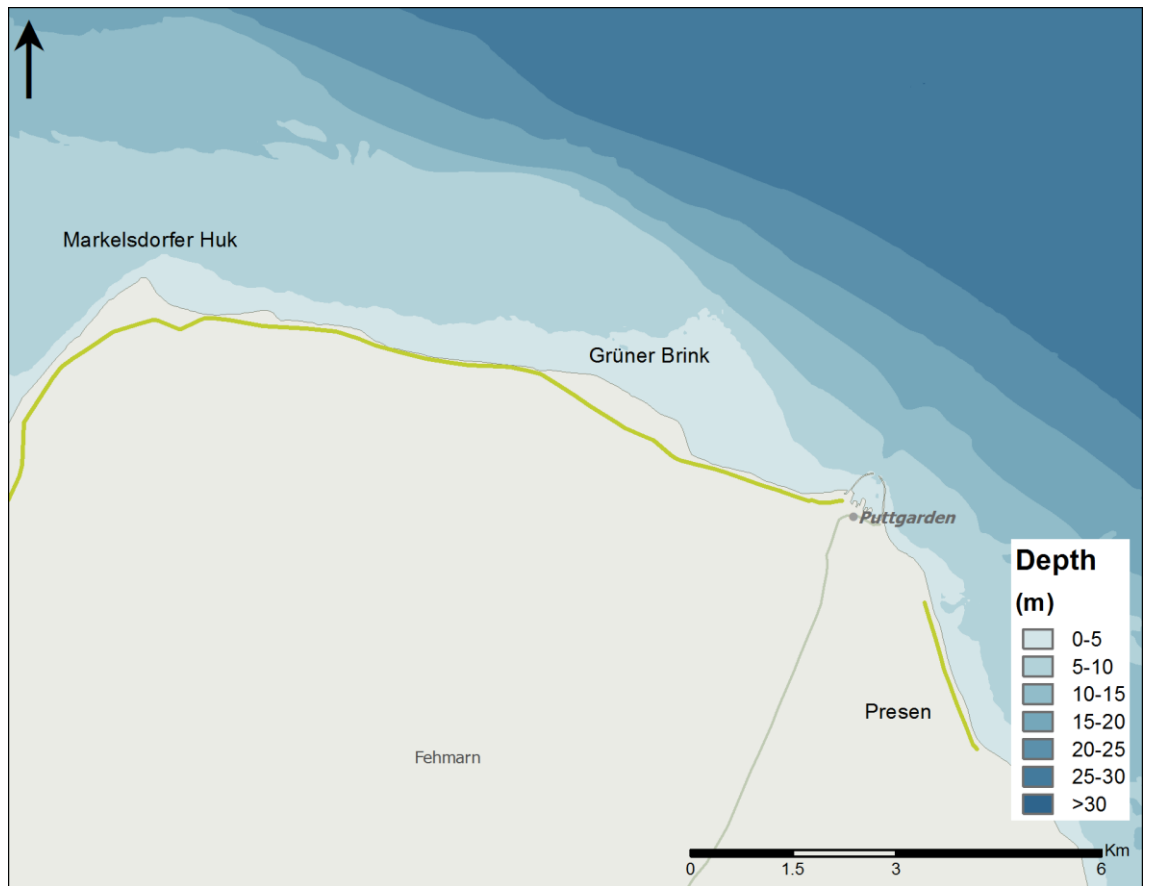 Markelsdorfer Huk
Grüner Brink
Puttgarden
Presen
Fehmarn
Depth
(m)
0-5
5-10
10-15
15-20
20-25
25-30
>30
Km
0 1.5 3 6